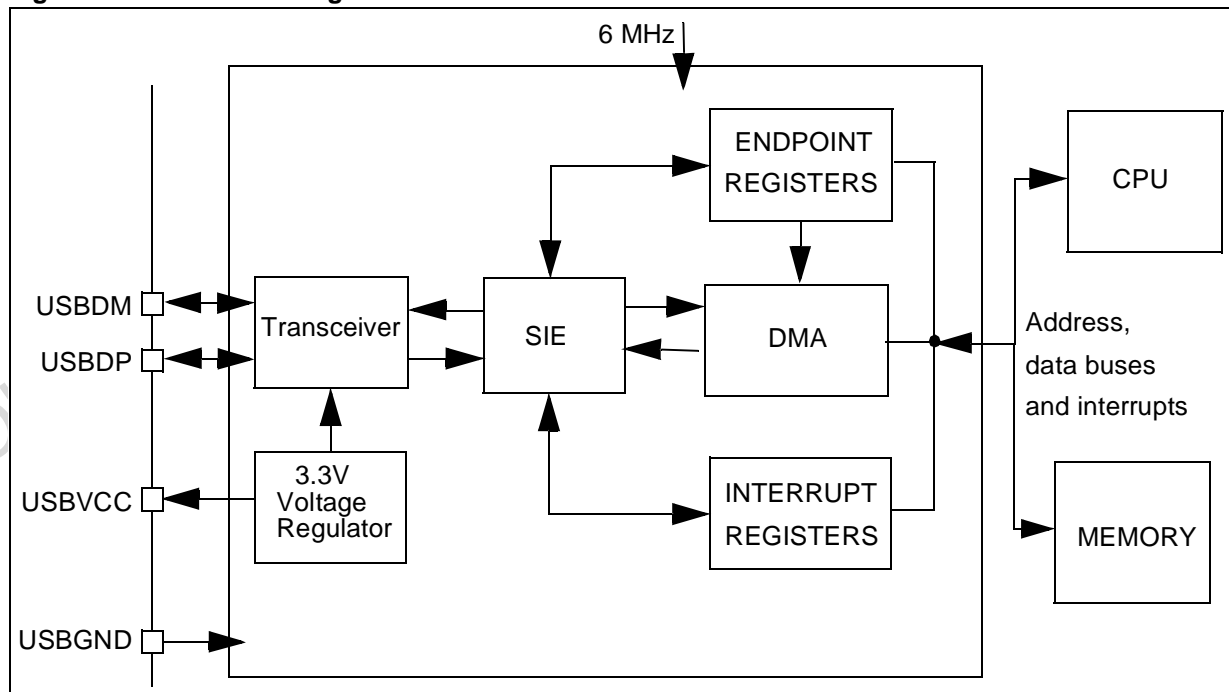 6 MHz
ENDPOINT
REGISTERS
CPU
USBDM
Transceiver
SIE
DMA
Address,
data buses
and interrupts
USBDP
3.3V
Voltage
Regulator
USBVCC
INTERRUPT
REGISTERS
MEMORY
USBGND